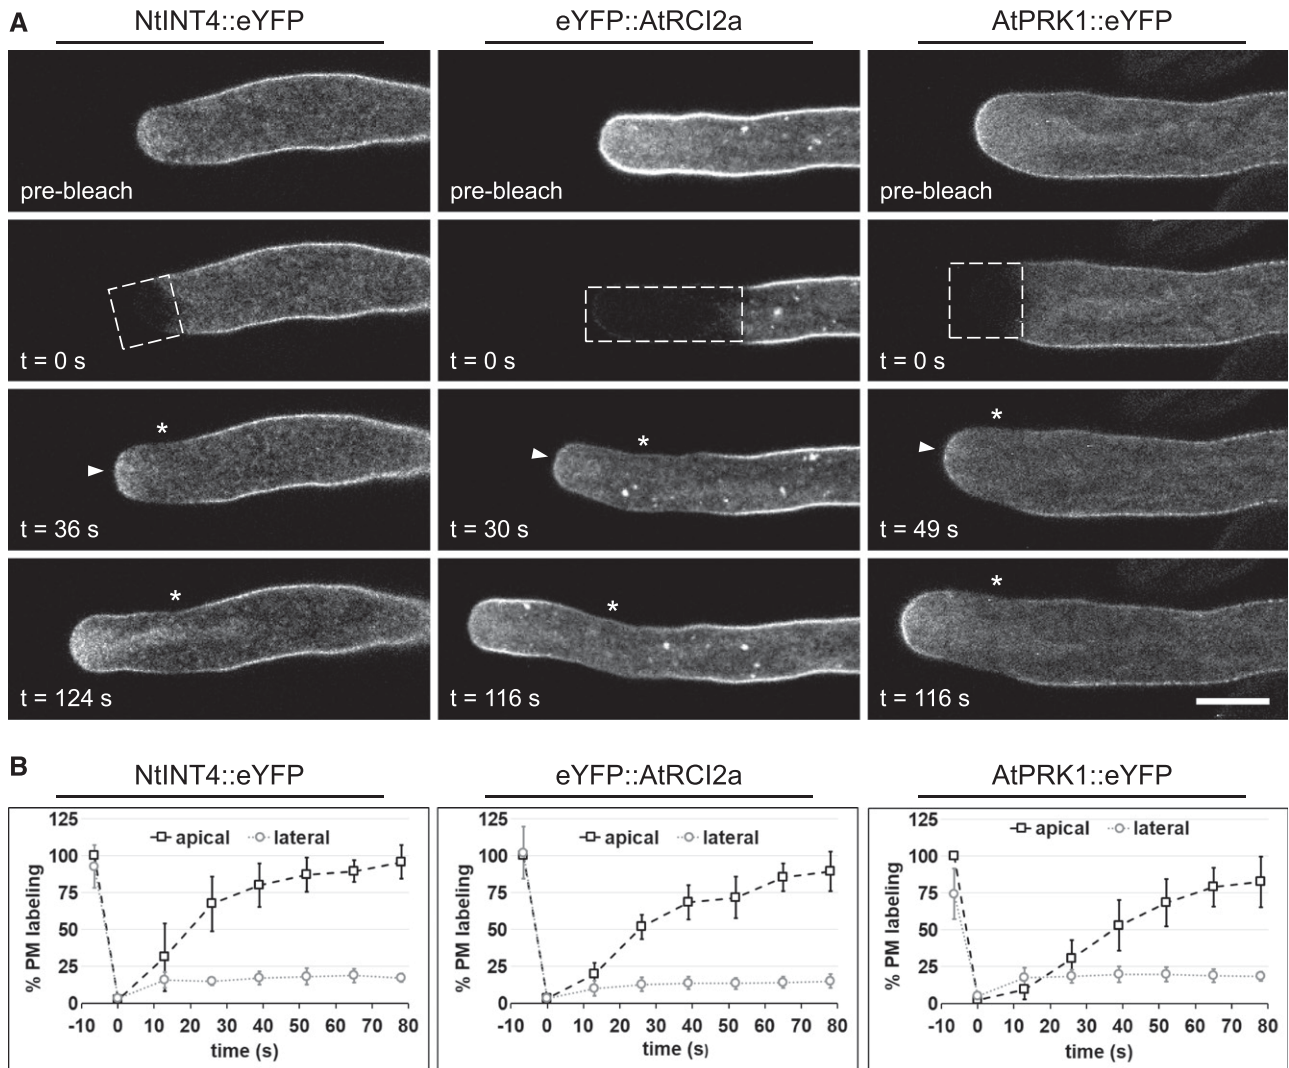 A
NtINT4::eYFP eYFP::AtRCI2a AtPRK1::eYFP
pre-bleach pre-bleach pre-bleach
t = 0 s t = 0 s t = 0 s
* * *
t = 36 s t = 30 s t = 49 s
* * *
t = 124 s t = 116 s t = 116 s
B
NtINT4::eYFP eYFP::AtRCI2a AtPRK1::eYFP
% PM labeling
125
100
75
50
25
0
apical lateral
-10 0 10 20 30 40 50 60 70 80
time (s)
% PM labeling
125
100
75
50
25
0
apical lateral
-10 0 10 20 30 40 50 60 70 80
time (s)
% PM labeling
125
100
75
50
25
0
apical lateral
-10 0 10 20 30 40 50 60 70 80
time (s)